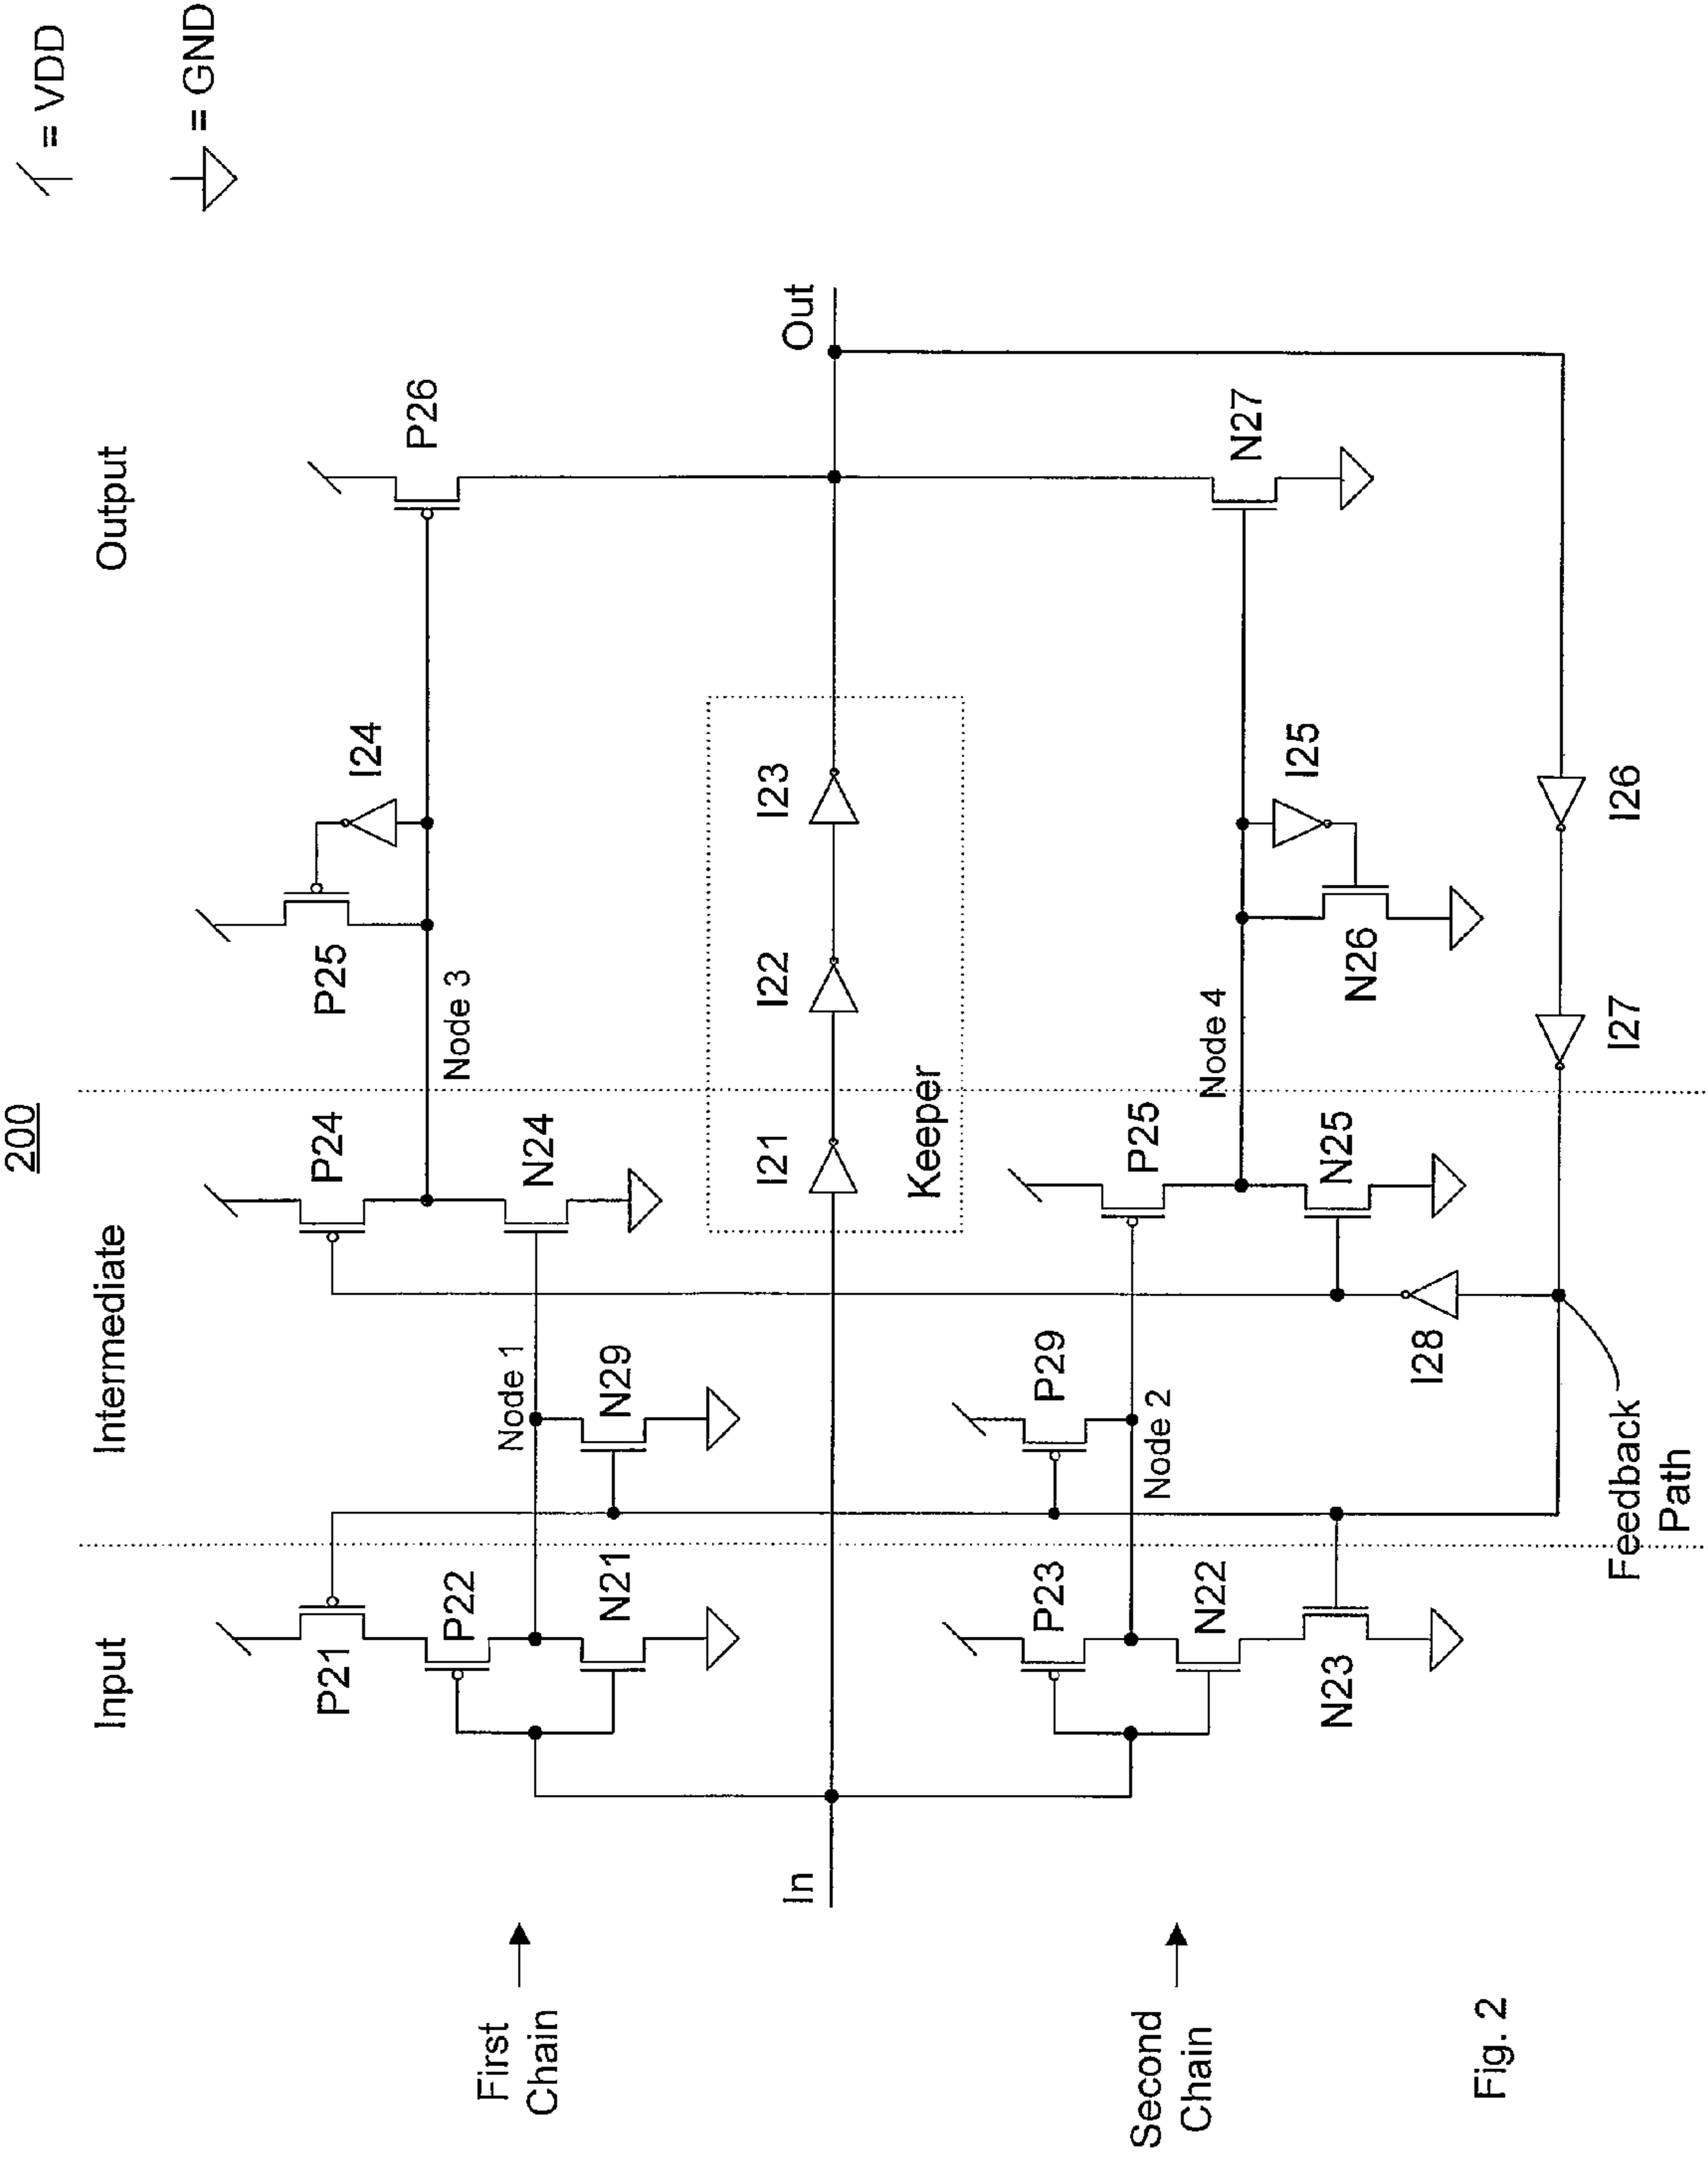 200
= VDD
= GND
Input
Intermediate
Output
First
Chain
Second
Chain
In
Out
P21
P22
N21
Node 1
N29
P24
N24
Node 3
P25
I24
P26
Keeper
I21
I22
I23
P23
N22
N23
P29
Node 2
P25
N25
I28
Node 4
N26
I25
N27
I27
I26
Feedback
Path
Fig. 2